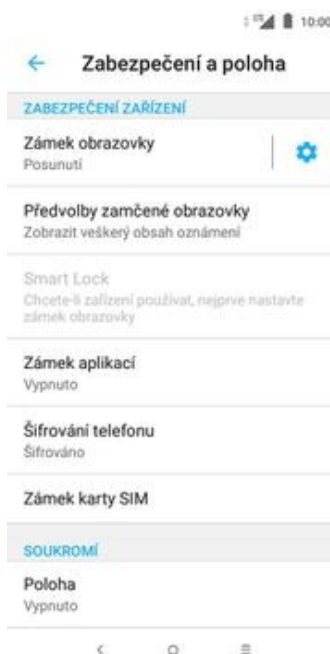 10:00
Zabezpečení a poloha
ZABEZPEČENÍ ZAŘÍZENÍ
Zámek obrazovky
Posunutí
Předvolby zamčené obrazovky
Zobrazit veškerý obsah oznámení
Smart Lock
Chcete-li zařízení používat, nejprve nastavte
zámek obrazovky
Zámek aplikací
Vypnuto
Šifrování telefonu
Šifrováno
Zámek karty SIM
SOUKROMÍ
Poloha
Vypnuto